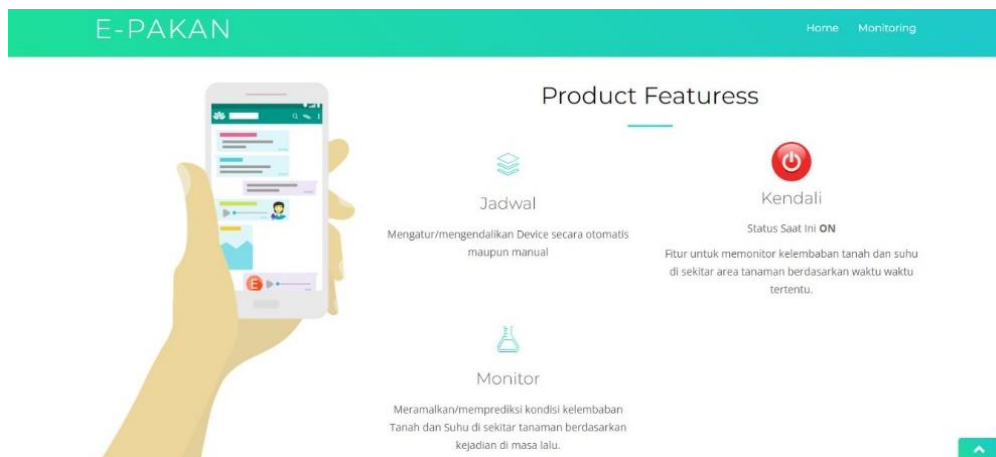 E-PAKAN
Home Monitoring
Product Featuress
Jadwal
Mengatur/mengendalikan Device secara otomatis
maupun manual
Kendali
Status Saat Ini ON
Fitur untuk memonitor kelembaban tanah dan suhu
di sekitar area tanaman berdasarkan waktu waktu
tertentu.
E
Monitor
Meramalkan/memprediksi kondisi kelembaban
Tanah dan Suhu di sekitar tanaman berdasarkan
kejadian di masa lalu.